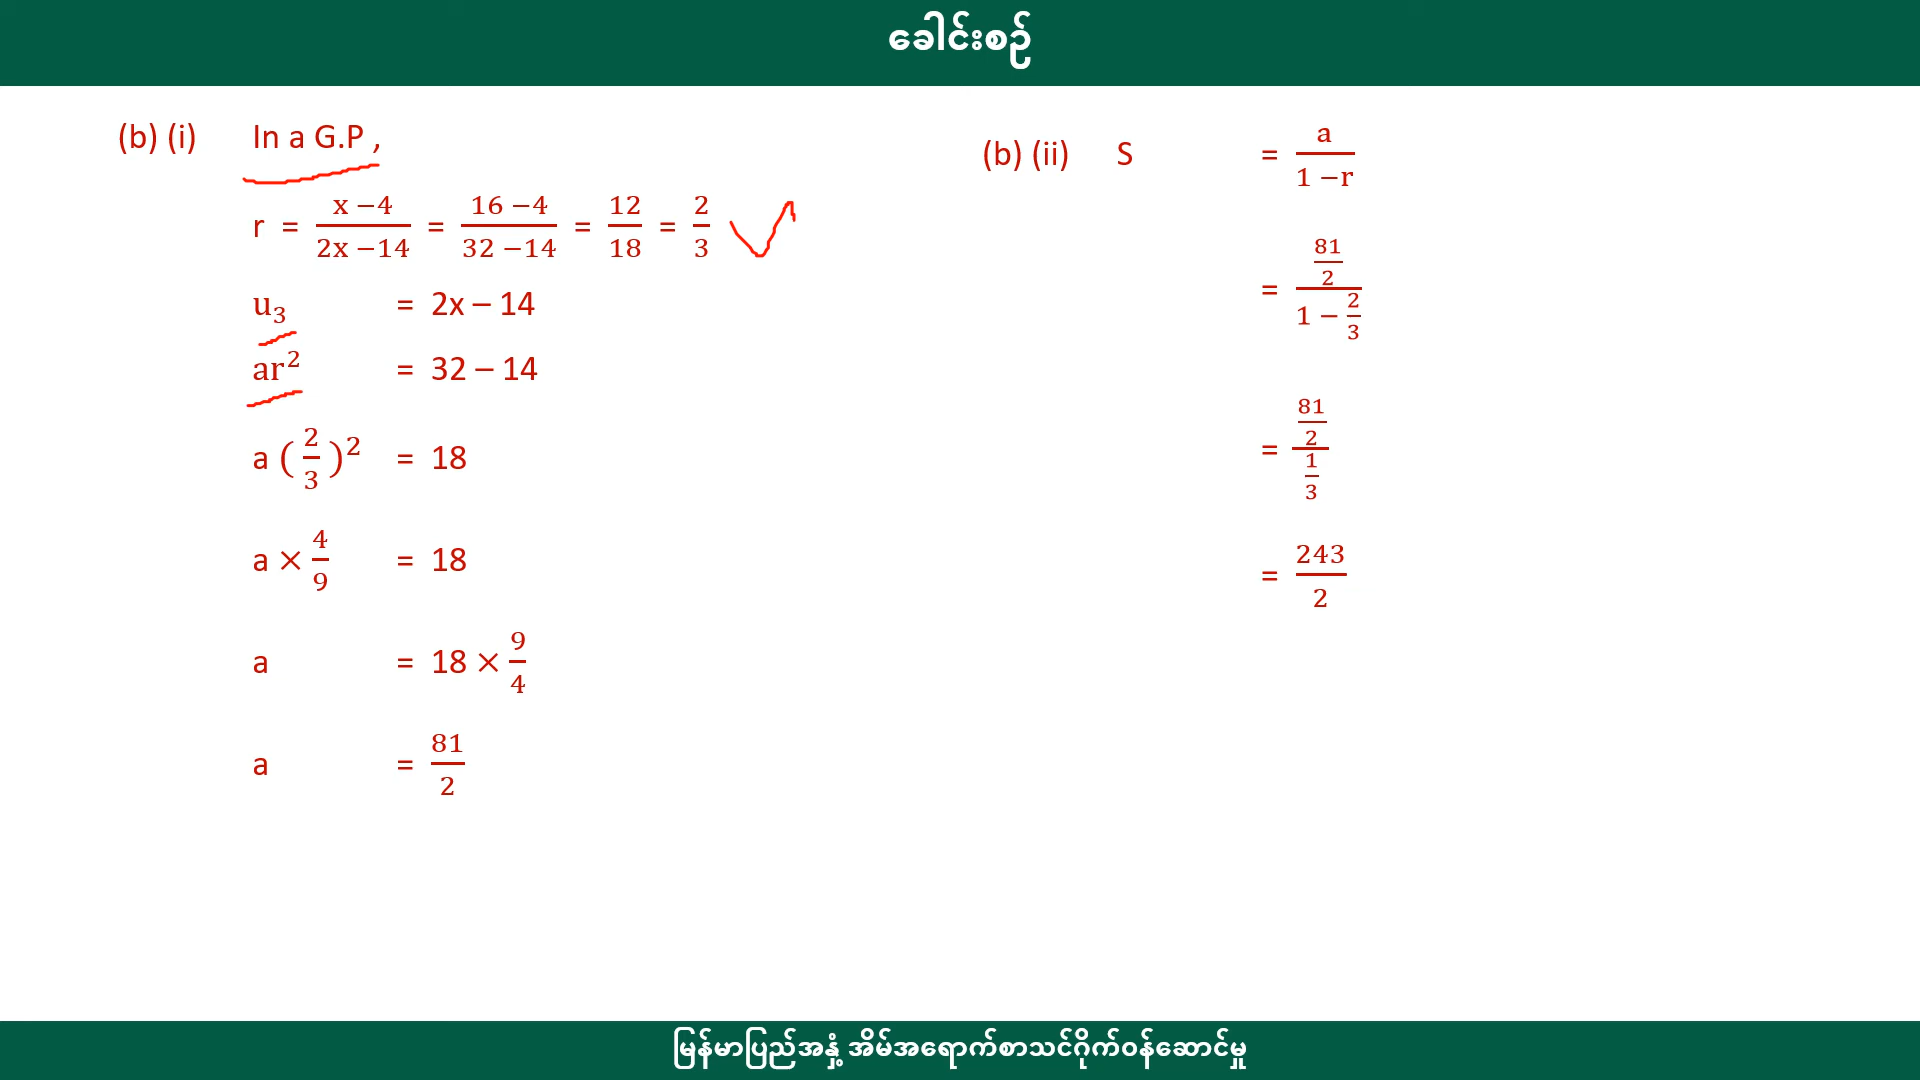 ခေါင်းစဉ်
(b) (i) In a G.P ,
r = (x −4)/(2x −14) = (16 −4)/(32 −14) = 12/18 = 2/3
u₃ = 2x – 14
ar² = 32 – 14
a (2/3)² = 18
a × 4/9 = 18
a = 18 × 9/4
a = 81/2
(b) (ii) S = a/(1 −r)
= (81/2)/(1 − 2/3)
= (81/2)/(1/3)
= 243/2
မြန်မာပြည်အနှံ့ အိမ်အရောက်စာသင်ဂိုက်ဝန်ဆောင်မှု